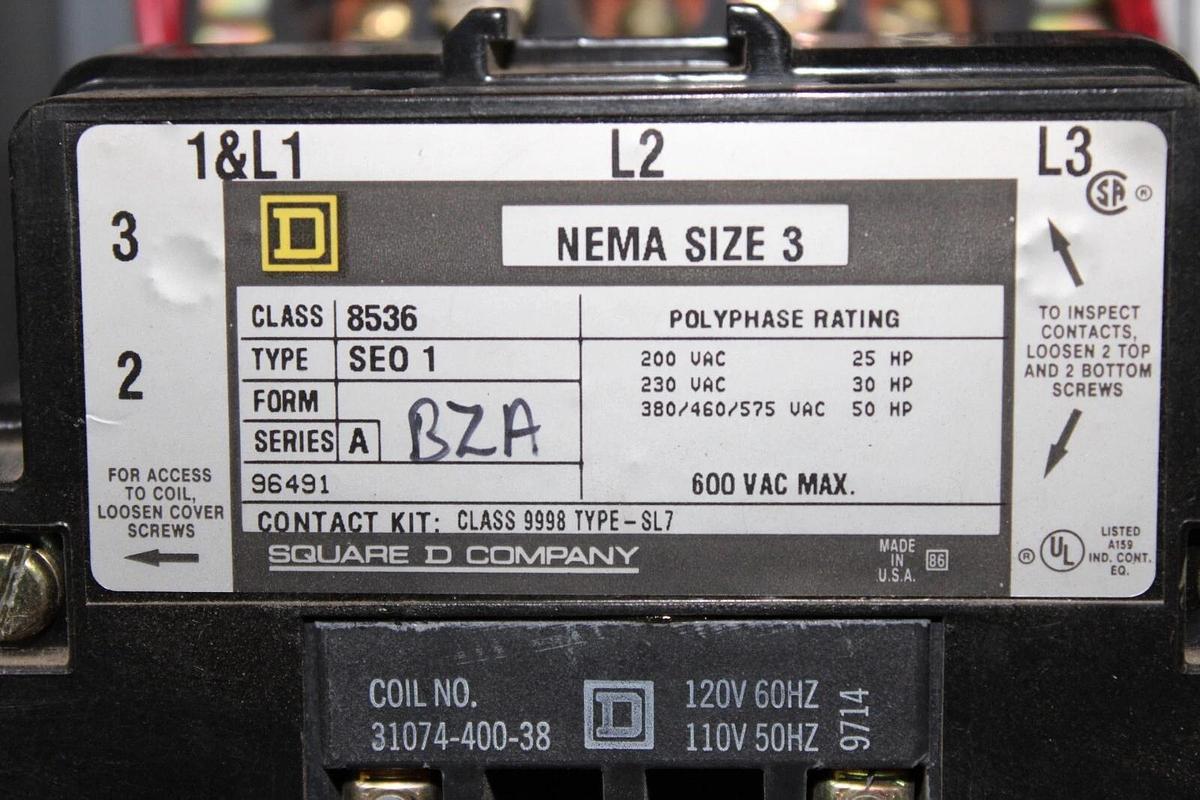 1&L1 L2 L3
SA ®
3
2
D
NEMA SIZE 3
CLASS 8536
TYPE SEO 1
FORM
SERIES A BZA
96491
POLYPHASE RATING
200 VAC 25 HP
230 VAC 30 HP
380/460/575 VAC 50 HP
600 VAC MAX.
CONTACT KIT: CLASS 9998 TYPE-SL7
SQUARE D COMPANY
MADE
IN
U.S.A.
86
FOR ACCESS
TO COIL,
LOOSEN COVER
SCREWS
TO INSPECT
CONTACTS,
LOOSEN 2 TOP
AND 2 BOTTOM
SCREWS
® UL
LISTED
A159
IND. CONT.
EQ.
COIL NO.
31074-400-38
D
120V 60HZ
110V 50HZ
9714